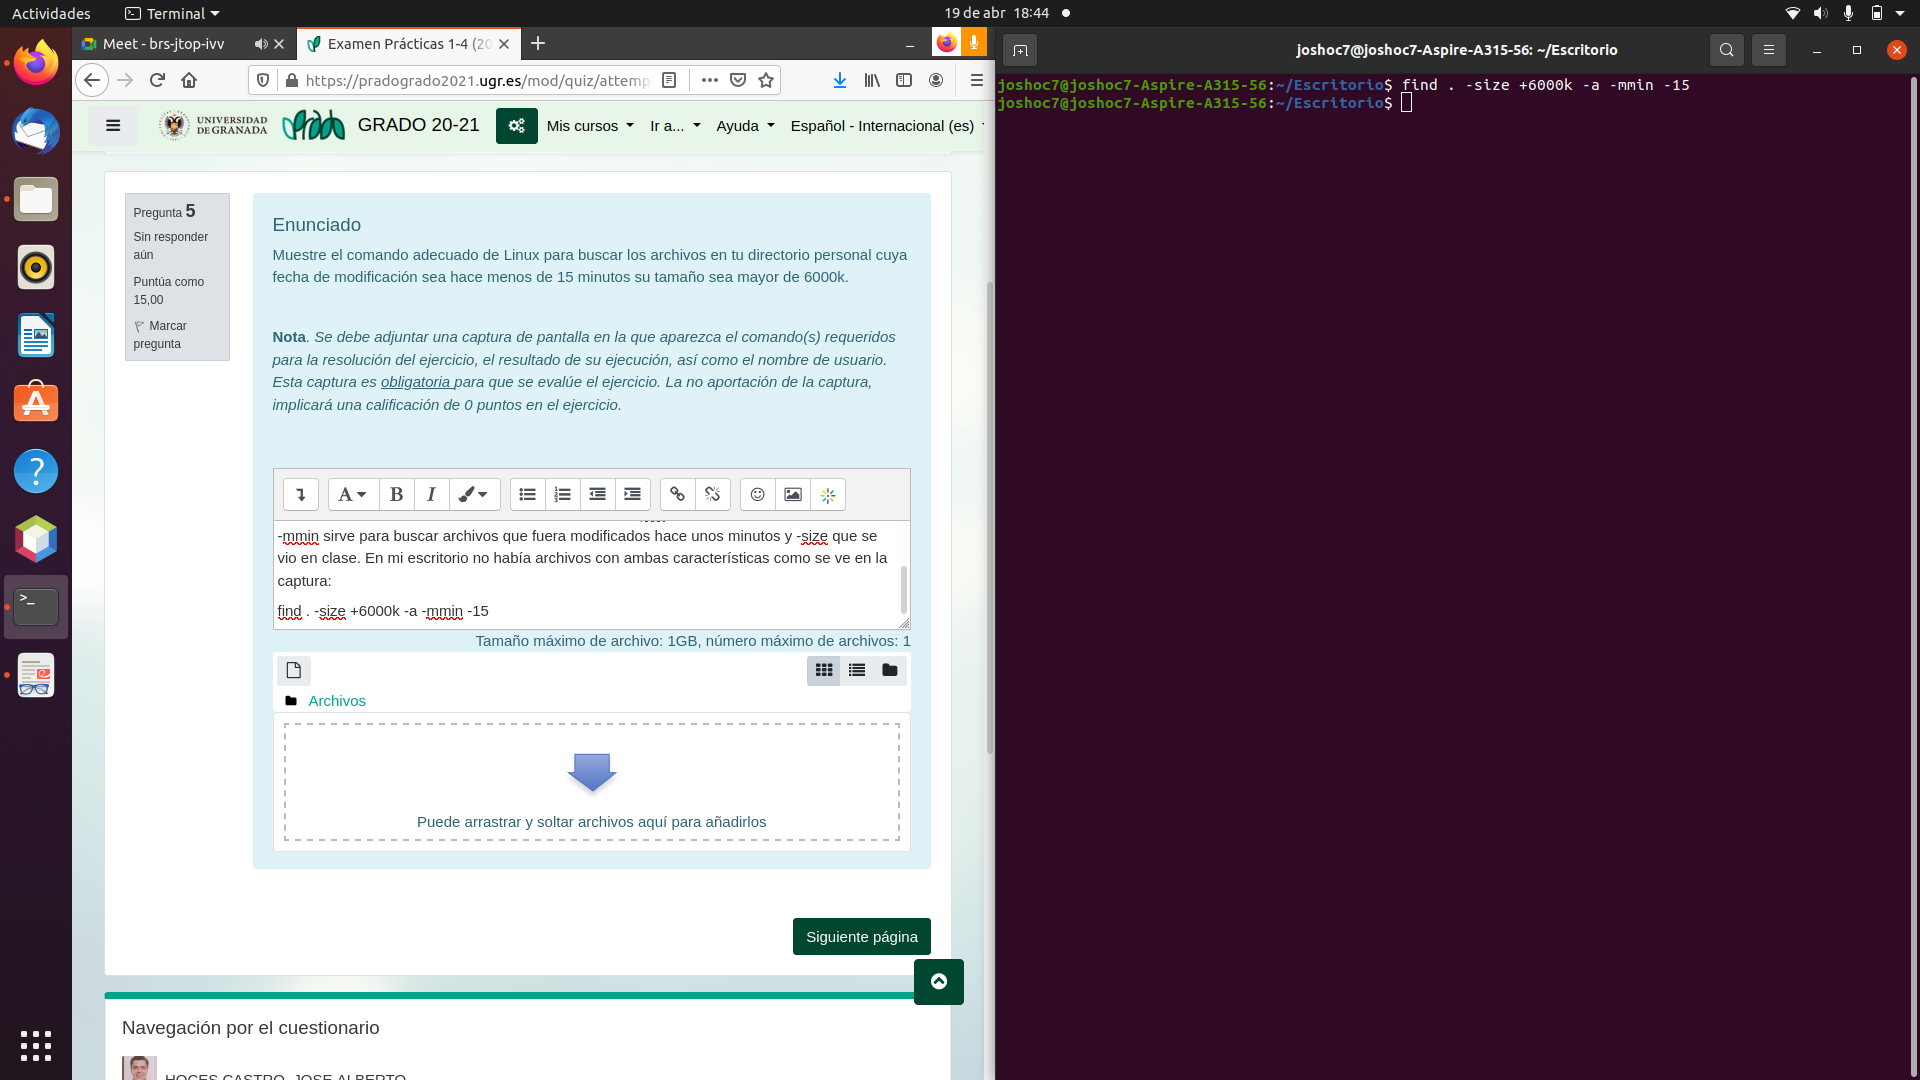 Actividades
Terminal
19 de abr 18:44
Meet - brs-jtop-ivv
Examen Prácticas 1-4 (20
https://pradogrado2021.ugr.es/mod/quiz/attemp
UNIVERSIDAD
DE GRANADA
Prado
GRADO 20-21
Mis cursos
Ir a...
Ayuda
Español - Internacional (es)
Pregunta 5
Sin responder
aún
Puntúa como
15,00
Marcar
pregunta
Enunciado
Muestre el comando adecuado de Linux para buscar los archivos en tu directorio personal cuya
fecha de modificación sea hace menos de 15 minutos su tamaño sea mayor de 6000k.
Nota. Se debe adjuntar una captura de pantalla en la que aparezca el comando(s) requeridos
para la resolución del ejercicio, el resultado de su ejecución, así como el nombre de usuario.
Esta captura es obligatoria para que se evalúe el ejercicio. La no aportación de la captura,
implicará una calificación de 0 puntos en el ejercicio.
-mmin sirve para buscar archivos que fuera modificados hace unos minutos y -size que se
vio en clase. En mi escritorio no había archivos con ambas características como se ve en la
captura:
find . -size +6000k -a -mmin -15
Tamaño máximo de archivo: 1GB, número máximo de archivos: 1
Archivos
Puede arrastrar y soltar archivos aquí para añadirlos
Siguiente página
Navegación por el cuestionario
HOCES CASTRO, JOSE ALBERTO
joshoc7@joshoc7-Aspire-A315-56: ~/Escritorio
joshoc7@joshoc7-Aspire-A315-56:~/Escritorio$ find . -size +6000k -a -mmin -15
joshoc7@joshoc7-Aspire-A315-56:~/Escritorio$